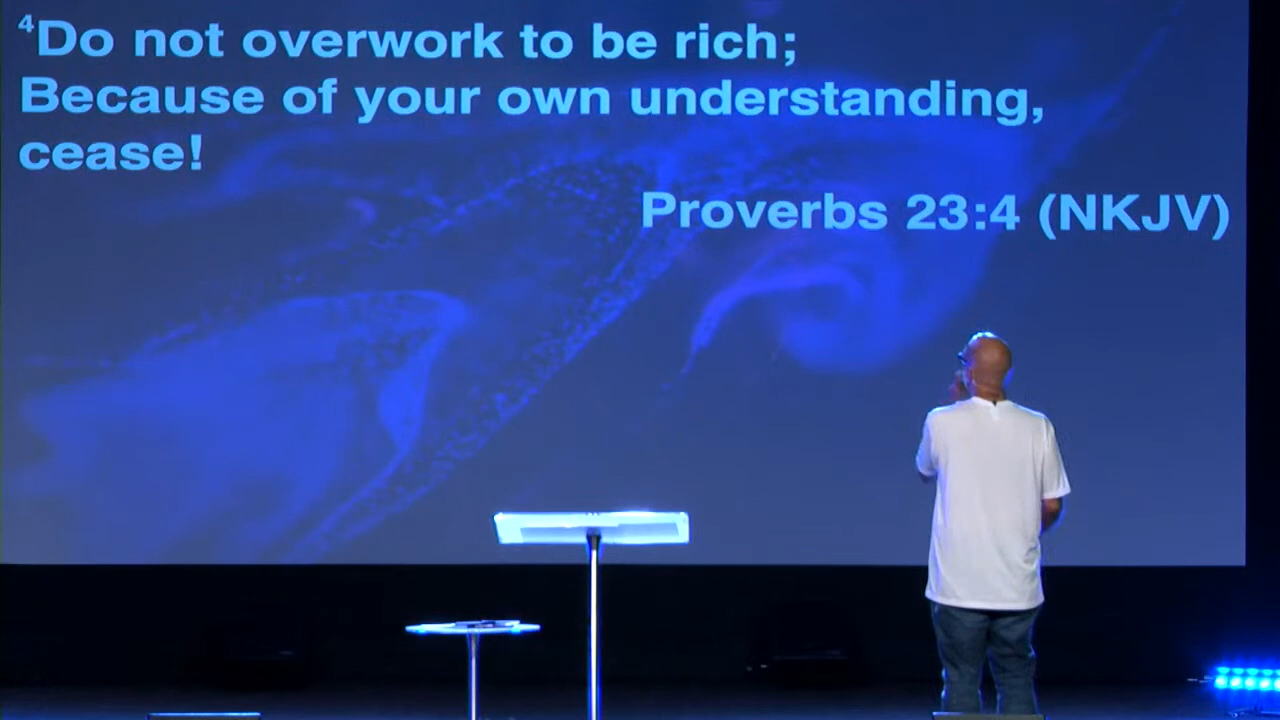 ⁴Do not overwork to be rich;
Because of your own understanding,
cease!
Proverbs 23:4 (NKJV)